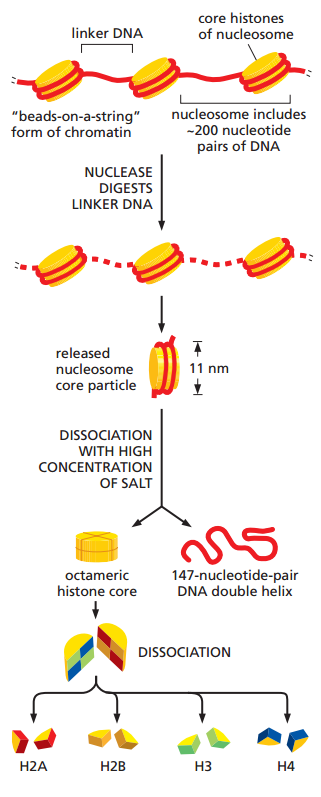 core histones
of nucleosome
linker DNA
“beads-on-a-string”
form of chromatin
nucleosome includes
~200 nucleotide
pairs of DNA
NUCLEASE
DIGESTS
LINKER DNA
released
nucleosome
core particle
11 nm
DISSOCIATION
WITH HIGH
CONCENTRATION
OF SALT
octameric
histone core
147-nucleotide-pair
DNA double helix
DISSOCIATION
H2A
H2B
H3
H4